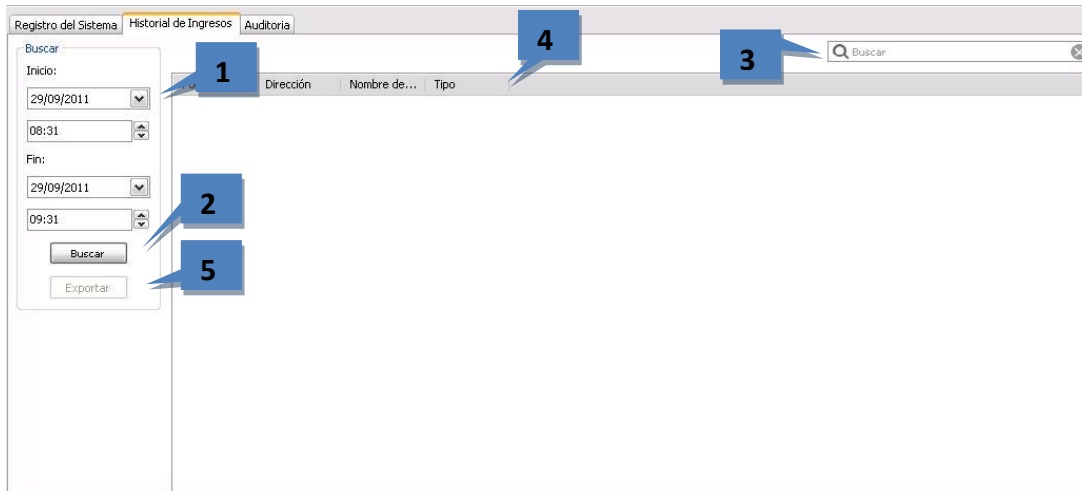 Registro del Sistema Historial de Ingresos Auditoria
Buscar
Inicio:
29/09/2011
08:31
Fin:
29/09/2011
09:31
Buscar
Exportar
1
2
5
4
3
Buscar
Dirección Nombre de... Tipo